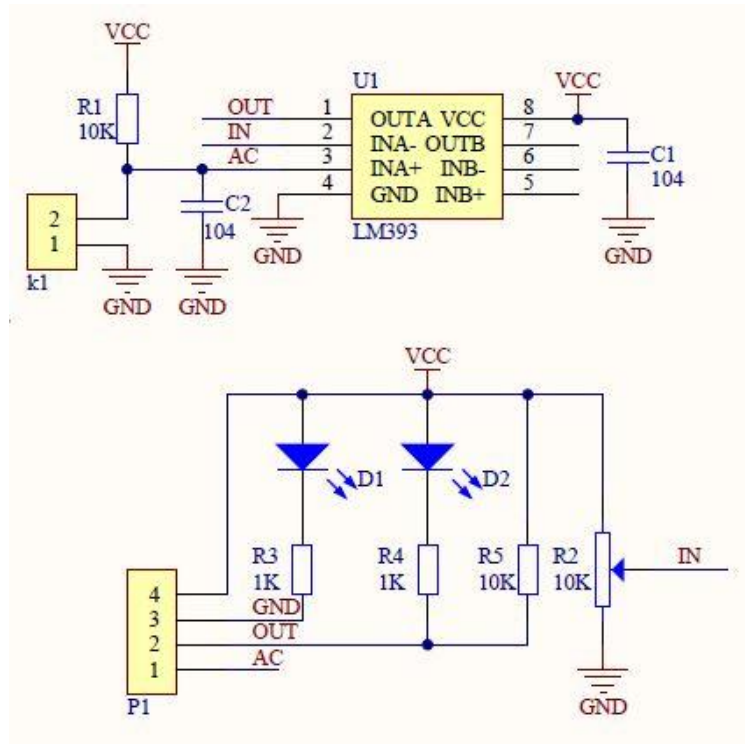 VCC
R1
10K
2
1
k1
GND
GND
C2
104
OUT
IN
AC
GND
U1
1
2
3
4
OUTA VCC
INA- OUTB
INA+ INB-
GND INB+
8
7
6
5
LM393
VCC
C1
104
GND
VCC
D1
D2
R3
1K
R4
1K
R5
10K
R2
10K
IN
GND
4
3
2
1
GND
OUT
AC
P1